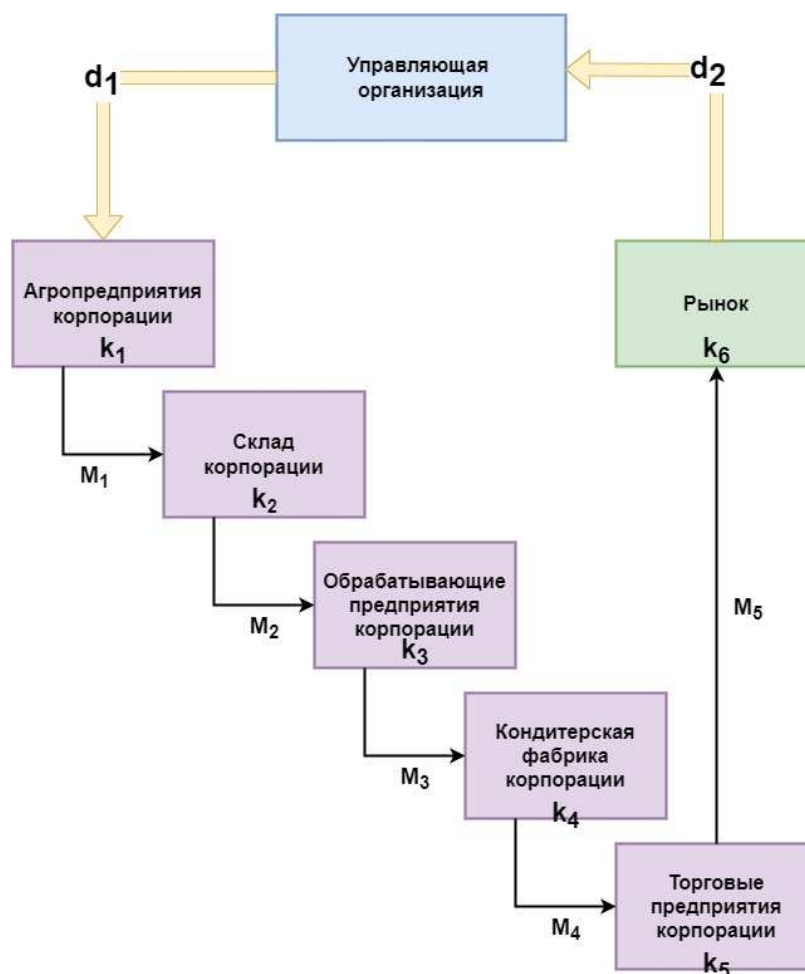 Управляющая
организация
d1
d2
Агропредприятия
корпорации
k1
Рынок
k6
M1
Склад
корпорации
k2
M2
Обрабатывающие
предприятия
корпорации
k3
M3
Кондитерская
фабрика
корпорации
k4
M4
M5
Торговые
предприятия
корпорации
k5